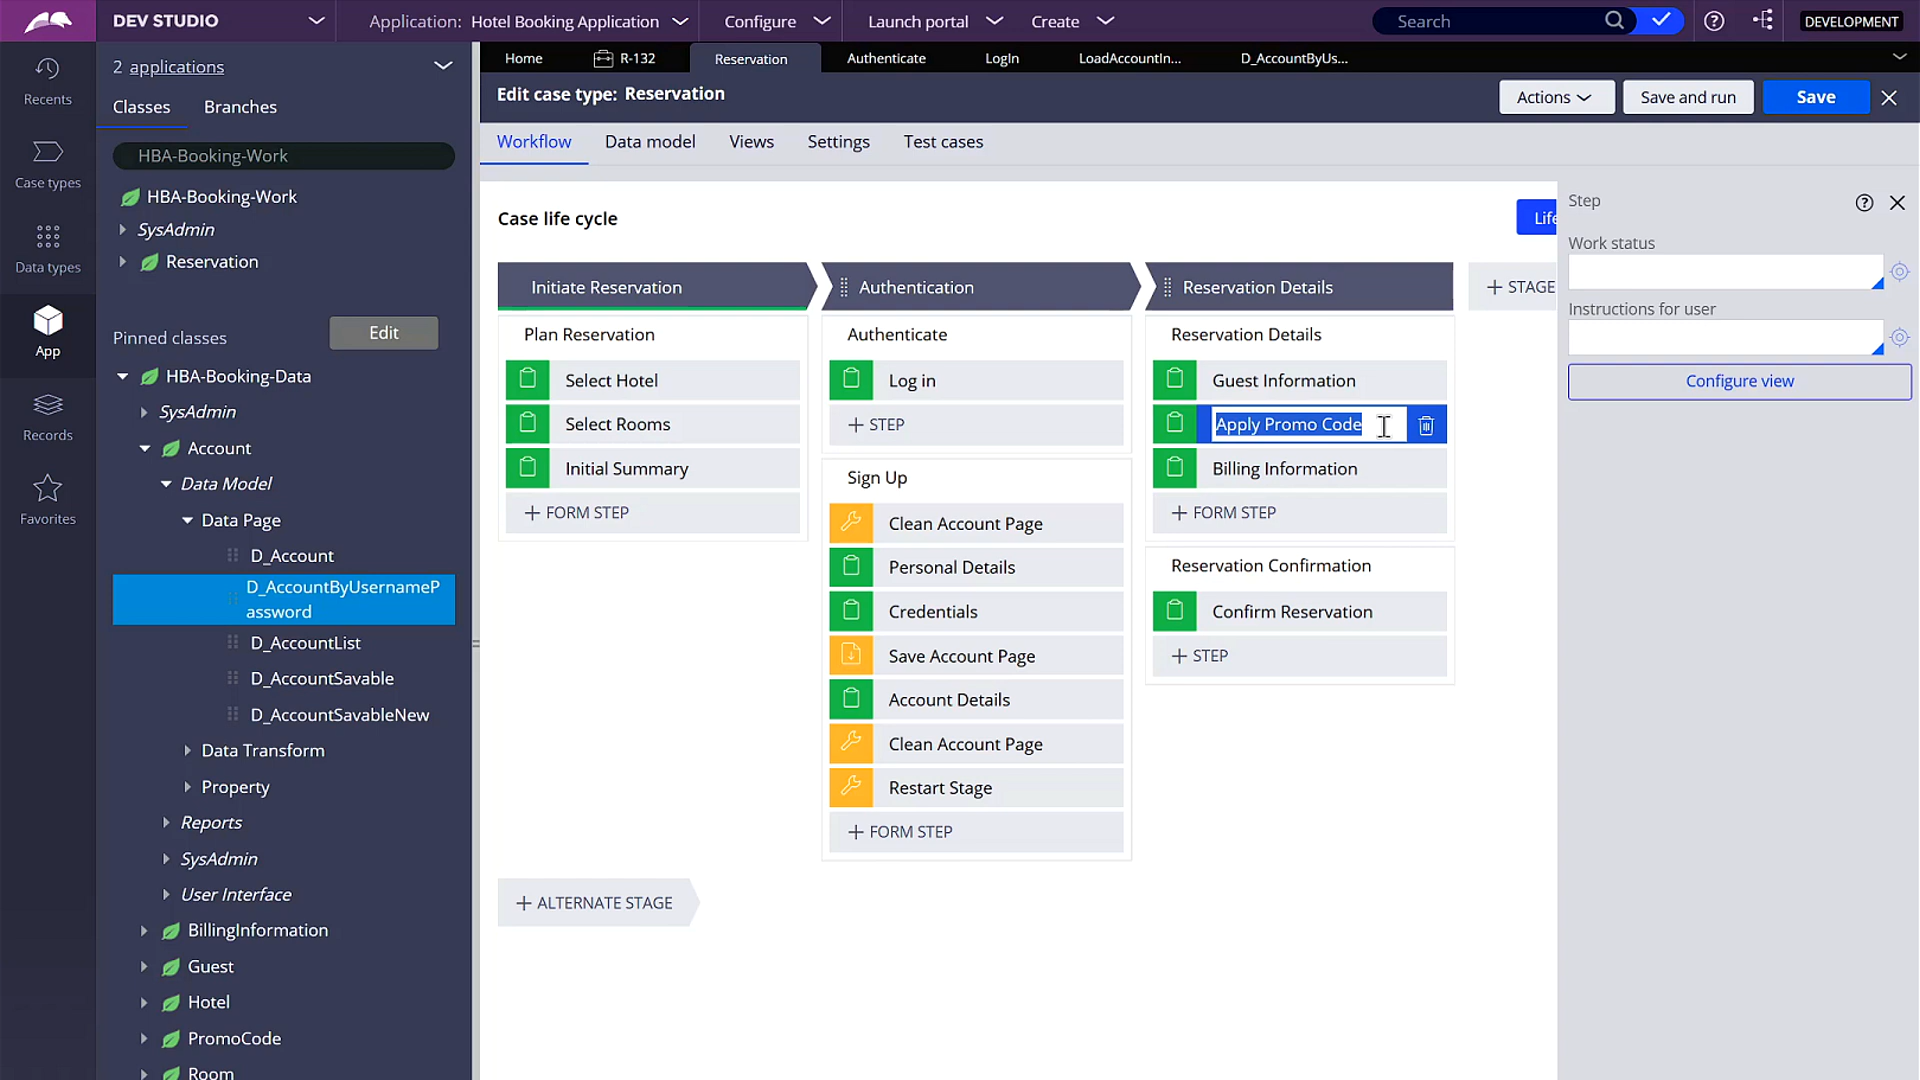 DEV STUDIO
Application: Hotel Booking Application
Configure
Launch portal
Create
Search
DEVELOPMENT
Recents
Case types
Data types
App
Records
Favorites
2 applications
Classes
Branches
HBA-Booking-Work
HBA-Booking-Work
SysAdmin
Reservation
Pinned classes
Edit
HBA-Booking-Data
SysAdmin
Account
Data Model
Data Page
D_Account
D_AccountByUsernameP
assword
D_AccountList
D_AccountSavable
D_AccountSavableNew
Data Transform
Property
Reports
SysAdmin
User Interface
BillingInformation
Guest
Hotel
PromoCode
Room
Home
R-132
Reservation
Authenticate
LogIn
LoadAccountIn...
D_AccountByUs...
Edit case type: Reservation
Actions
Save and run
Save
Workflow
Data model
Views
Settings
Test cases
Case life cycle
Life
Initiate Reservation
Plan Reservation
Select Hotel
Select Rooms
Initial Summary
+ FORM STEP
Authentication
Authenticate
Log in
+ STEP
Sign Up
Clean Account Page
Personal Details
Credentials
Save Account Page
Account Details
Clean Account Page
Restart Stage
+ FORM STEP
Reservation Details
Reservation Details
Guest Information
Apply Promo Code
Billing Information
+ FORM STEP
Reservation Confirmation
Confirm Reservation
+ STEP
+ STAGE
+ ALTERNATE STAGE
Step
Work status
Instructions for user
Configure view